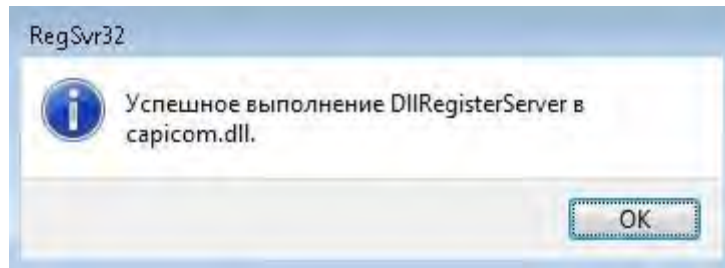 RegSvr32
Успешное выполнение DllRegisterServer в
capicom.dll.
OK